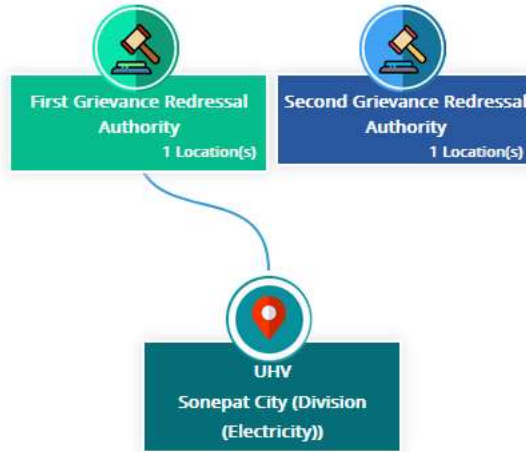 First Grievance Redressal
Authority
1 Location(s)
Second Grievance Redressal
Authority
1 Location(s)
UHV
Sonepat City (Division
(Electricity))